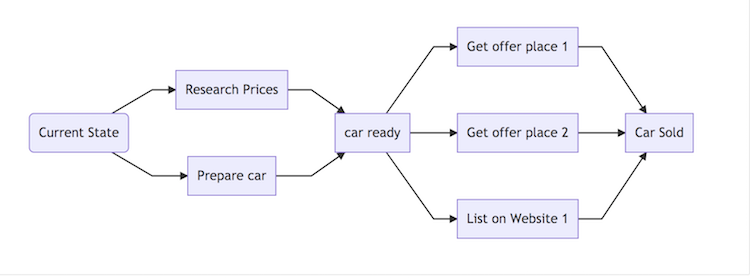 Current State
Research Prices
Prepare car
car ready
Get offer place 1
Get offer place 2
List on Website 1
Car Sold